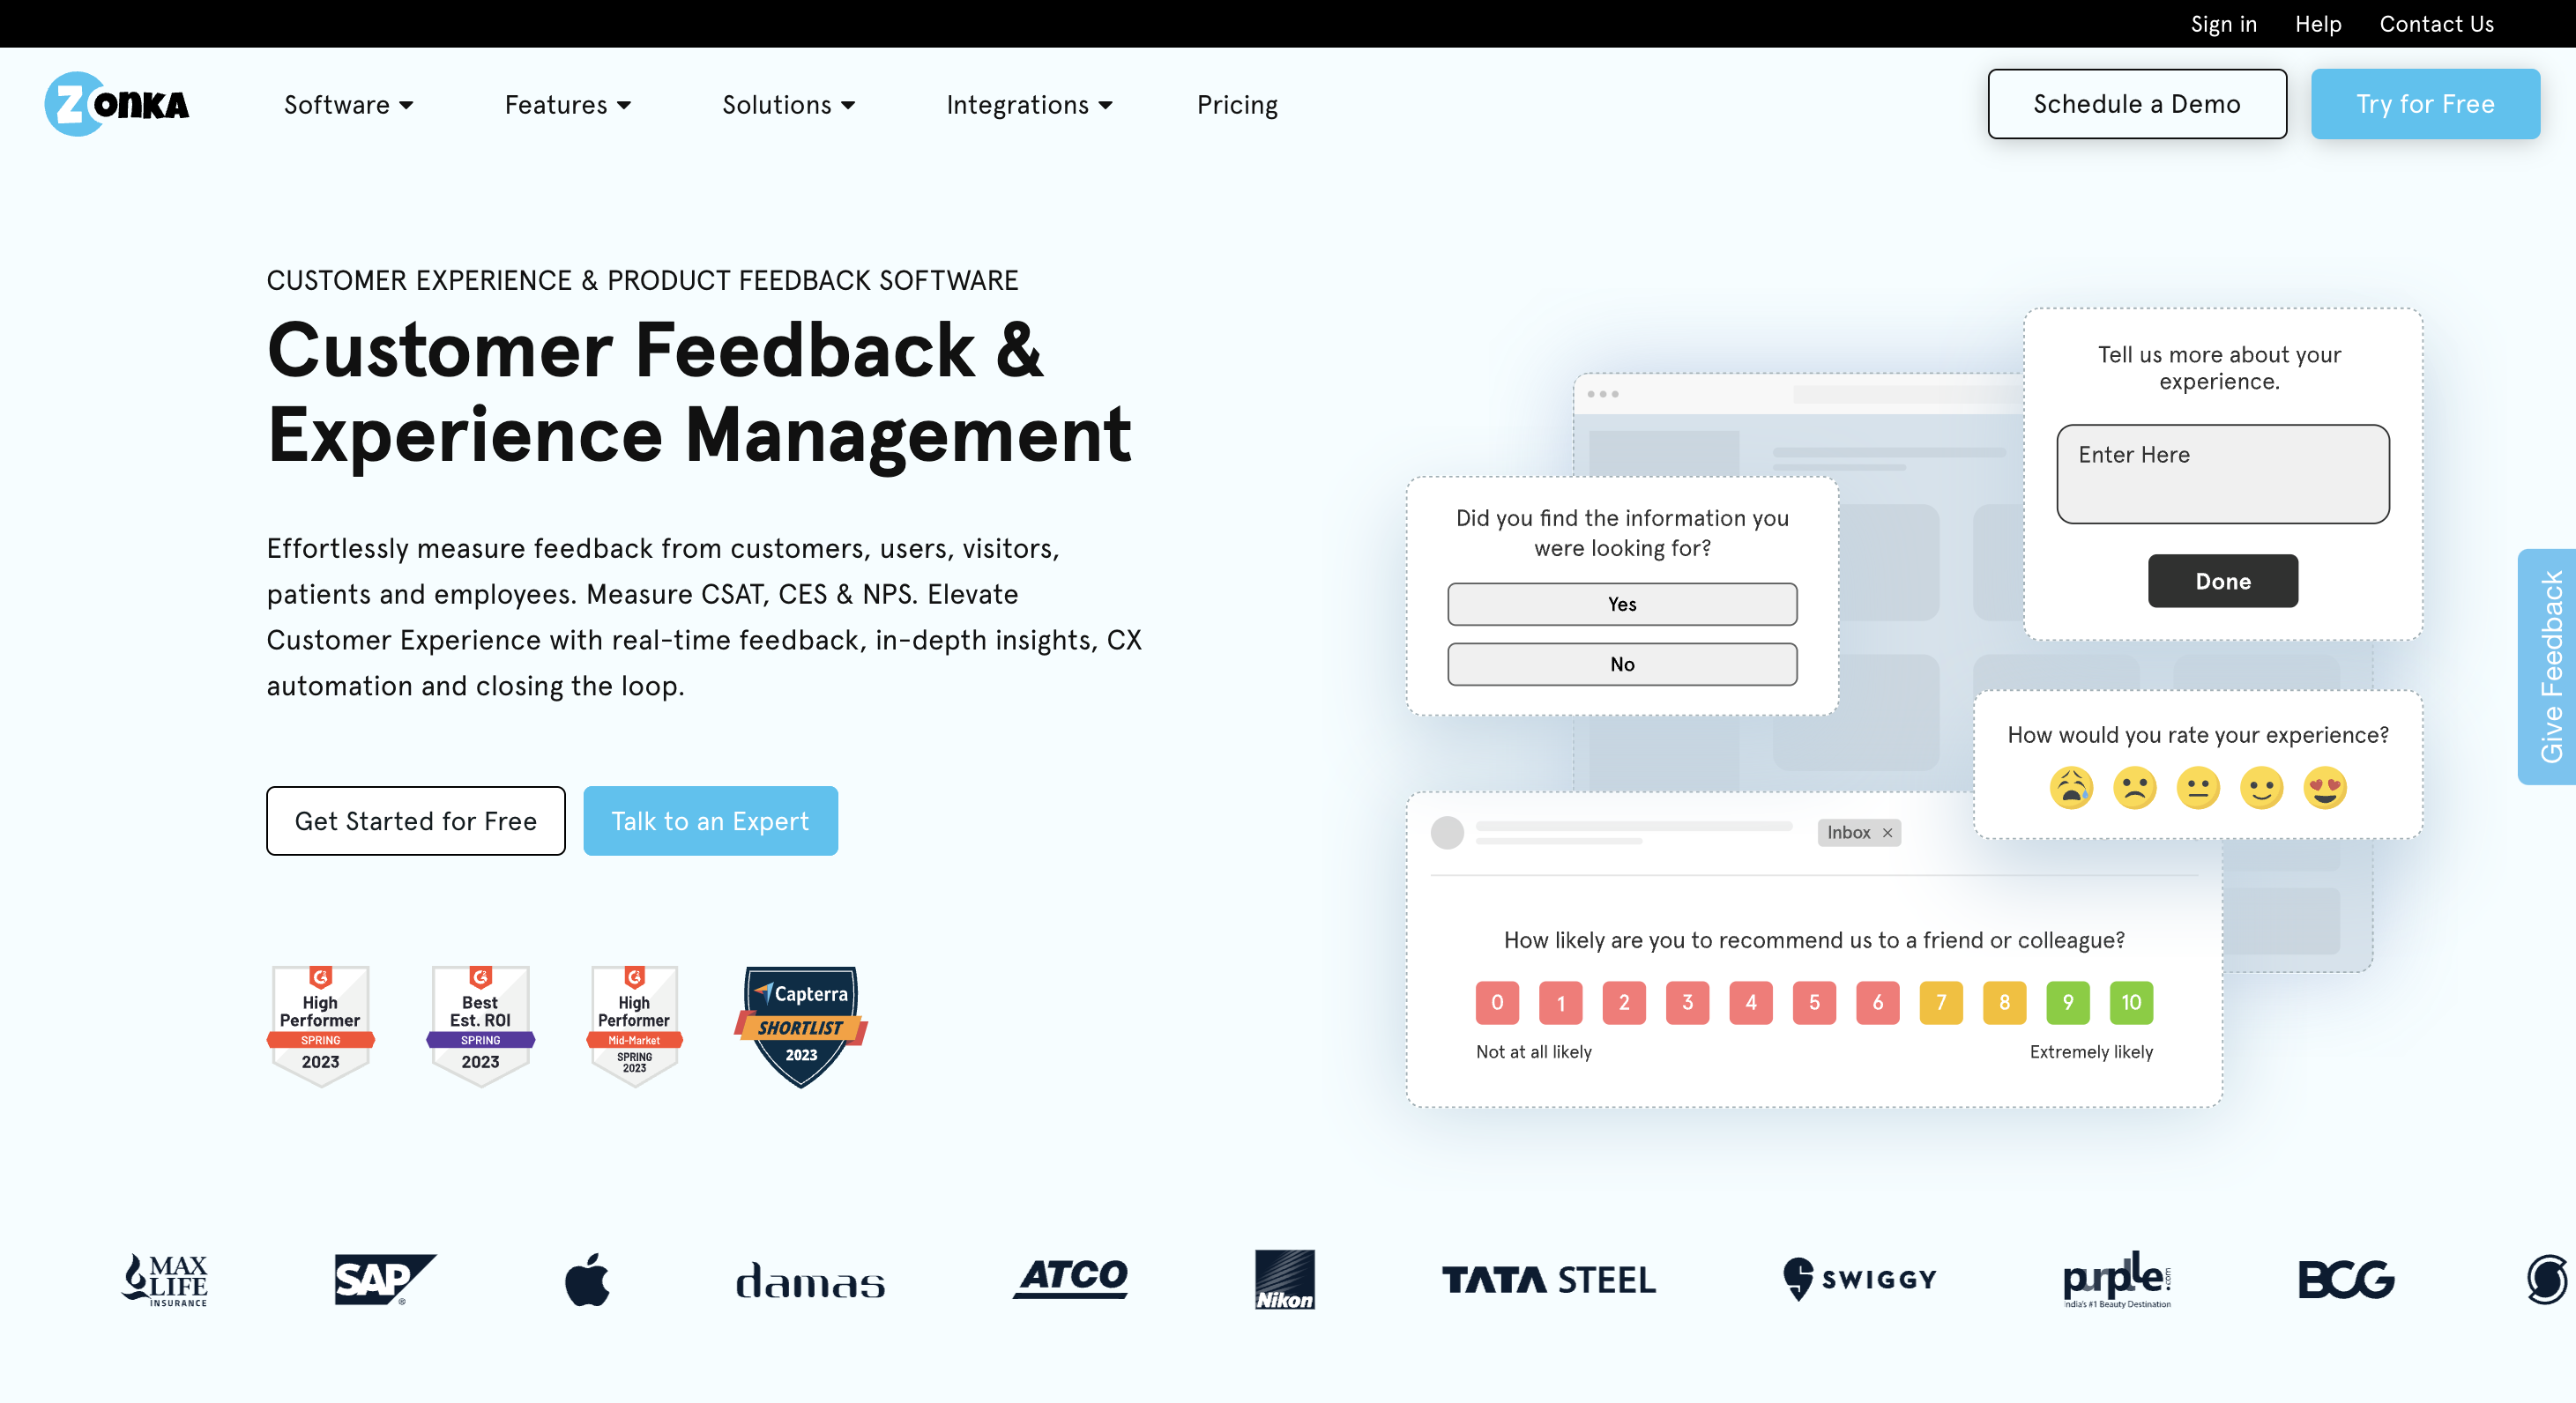 Sign in Help Contact Us
ZonKA
Software Features Solutions Integrations Pricing
Schedule a Demo Try for Free
CUSTOMER EXPERIENCE & PRODUCT FEEDBACK SOFTWARE
Customer Feedback &
Experience Management
Effortlessly measure feedback from customers, users, visitors,
patients and employees. Measure CSAT, CES & NPS. Elevate
Customer Experience with real-time feedback, in-depth insights, CX
automation and closing the loop.
Get Started for Free Talk to an Expert
High
Performer
SPRING
2023
Best
Est. ROI
SPRING
2023
High
Performer
Mid-Market
SPRING
2023
Capterra
SHORTLIST
2023
Tell us more about your
experience.
Enter Here
Done
Did you find the information you
were looking for?
Yes
No
How would you rate your experience?
Inbox ×
How likely are you to recommend us to a friend or colleague?
0 1 2 3 4 5 6 7 8 9 10
Not at all likely Extremely likely
Give Feedback
MAX
LIFE
INSURANCE
SAP®
damas
ATCO
Nikon
TATA STEEL
SWIGGY
purplle.com
India's #1 Beauty Destination
BCG